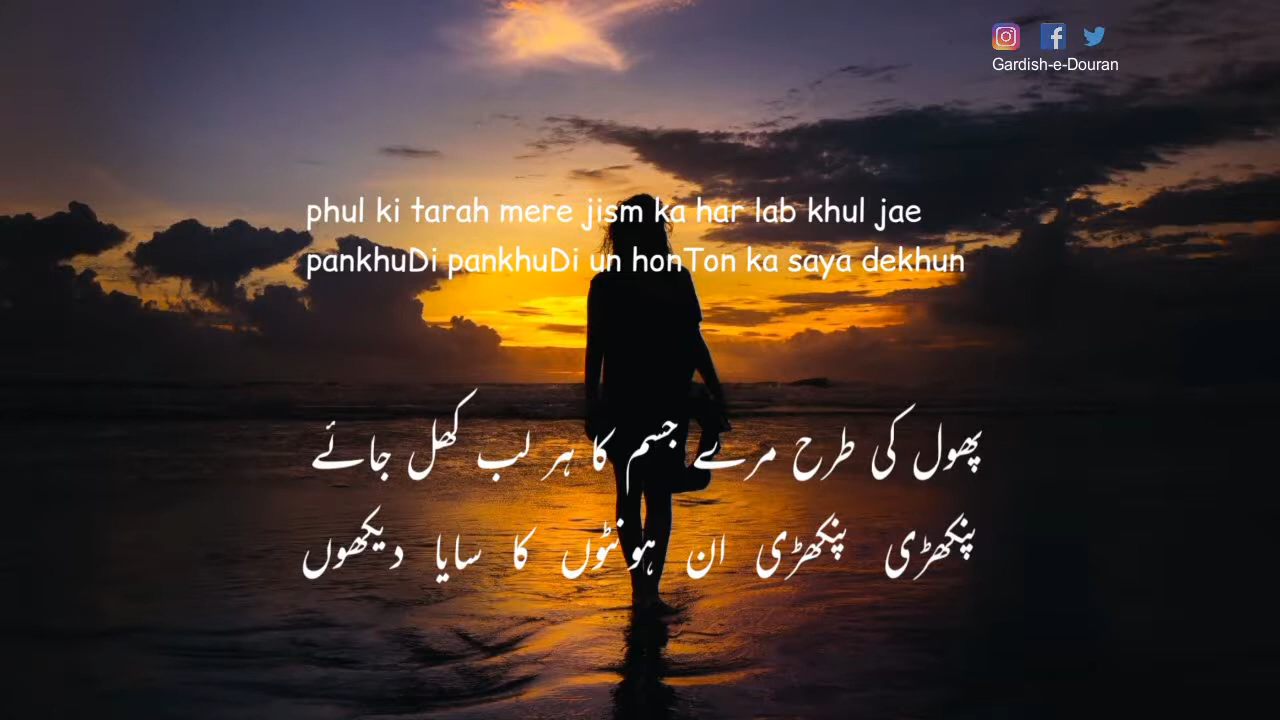 Gardish-e-Douran
phul ki tarah mere jism ka har lab khul jae
pankhuDi pankhuDi un honTon ka saya dekhun
پھول کی طرح مرے جسم کا ہر لب کھل جائے
پنکھڑی پنکھڑی ان ہونٹوں کا سایا دیکھوں